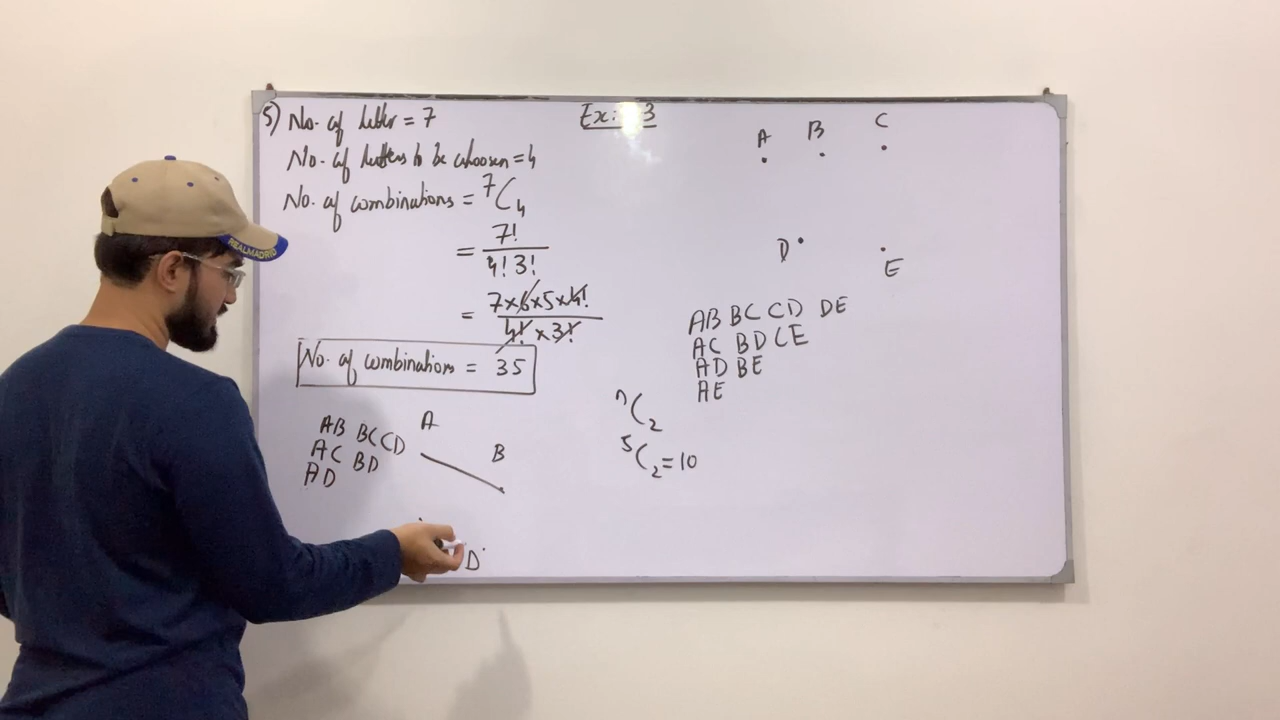 5) No. of letter = 7
No. of letters to be choosen = 4
No. of combinations = ⁷C₄
= 7! / 4! 3!
= 7×6×5×4! / 4! × 3!
No. of combinations = 35
AB BC CD
AC BD
AD
A
B
D
Ex: 3
A B C
D
E
AB BC CD DE
AC BD CE
AD BE
AE
ⁿC₂
⁵C₂ = 10
REALMADRID